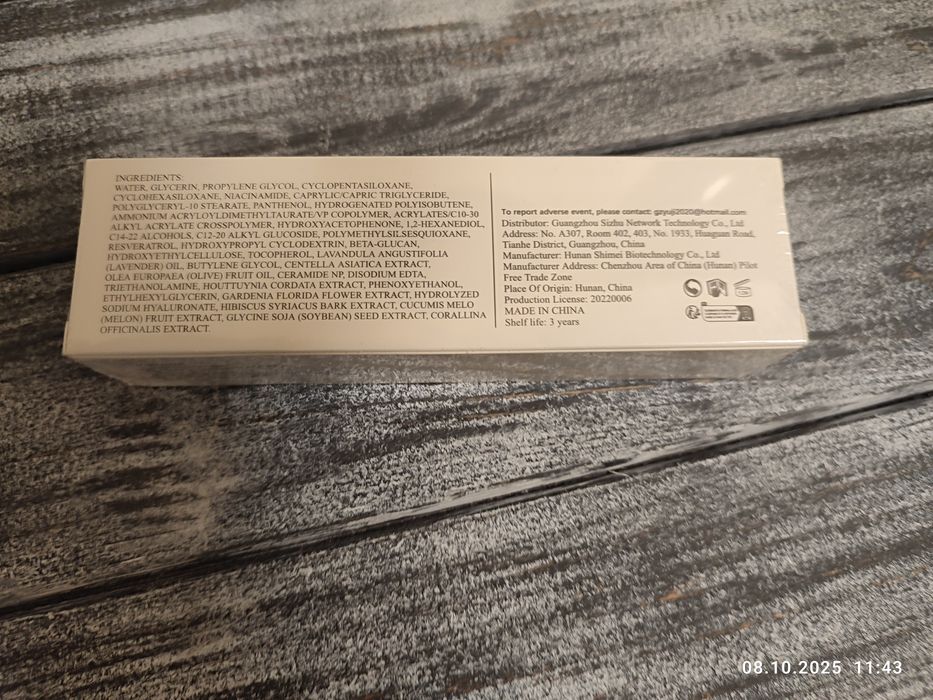 INGREDIENTS:
WATER, GLYCERIN, PROPYLENE GLYCOL, CYCLOPENTASILOXANE,
CYCLOHEXASILOXANE, NIACINAMIDE, CAPRYLIC/CAPRIC TRIGLYCERIDE,
POLYGLYCERYL-10 STEARATE, PANTHENOL, HYDROGENATED POLYISOBUTENE,
AMMONIUM ACRYLOYLDIMETHYLTAURATE/VP COPOLYMER, ACRYLATES/C10-30
ALKYL ACRYLATE CROSSPOLYMER, HYDROXYACETOPHENONE, 1,2-HEXANEDIOL,
C14-22 ALCOHOLS, C12-20 ALKYL GLUCOSIDE, POLYMETHYLSILSESQUIOXANE,
RESVERATROL, HYDROXYPROPYL CYCLODEXTRIN, BETA-GLUCAN,
HYDROXYETHYLCELLULOSE, TOCOPHEROL, LAVANDULA ANGUSTIFOLIA
(LAVENDER) OIL, BUTYLENE GLYCOL, CENTELLA ASIATICA EXTRACT,
OLEA EUROPAEA (OLIVE) FRUIT OIL, CERAMIDE NP, DISODIUM EDTA,
TRIETHANOLAMINE, HOUTTUYNIA CORDATA EXTRACT, PHENOXYETHANOL,
ETHYLHEXYLGLYCERIN, GARDENIA FLORIDA FLOWER EXTRACT, HYDROLYZED
SODIUM HYALURONATE, HIBISCUS SYRIACUS BARK EXTRACT, CUCUMIS MELO
(MELON) FRUIT EXTRACT, GLYCINE SOJA (SOYBEAN) SEED EXTRACT, CORALLINA
OFFICINALIS EXTRACT.
To report adverse event, please contact: gzyuji2020@hotmail.com
Distributor: Guangzhou Sizhu Network Technology Co., Ltd
Address: No. A307, Room 402, 403, No. 1933, Huaguan Road,
Tianhe District, Guangzhou, China
Manufacturer: Hunan Shimei Biotechnology Co., Ltd
Manufacturer Address: Chenzhou Area of China (Hunan) Pilot
Free Trade Zone
Place Of Origin: Hunan, China
Production License: 20220006
MADE IN CHINA
Shelf life: 3 years
08.10.2025 11:43